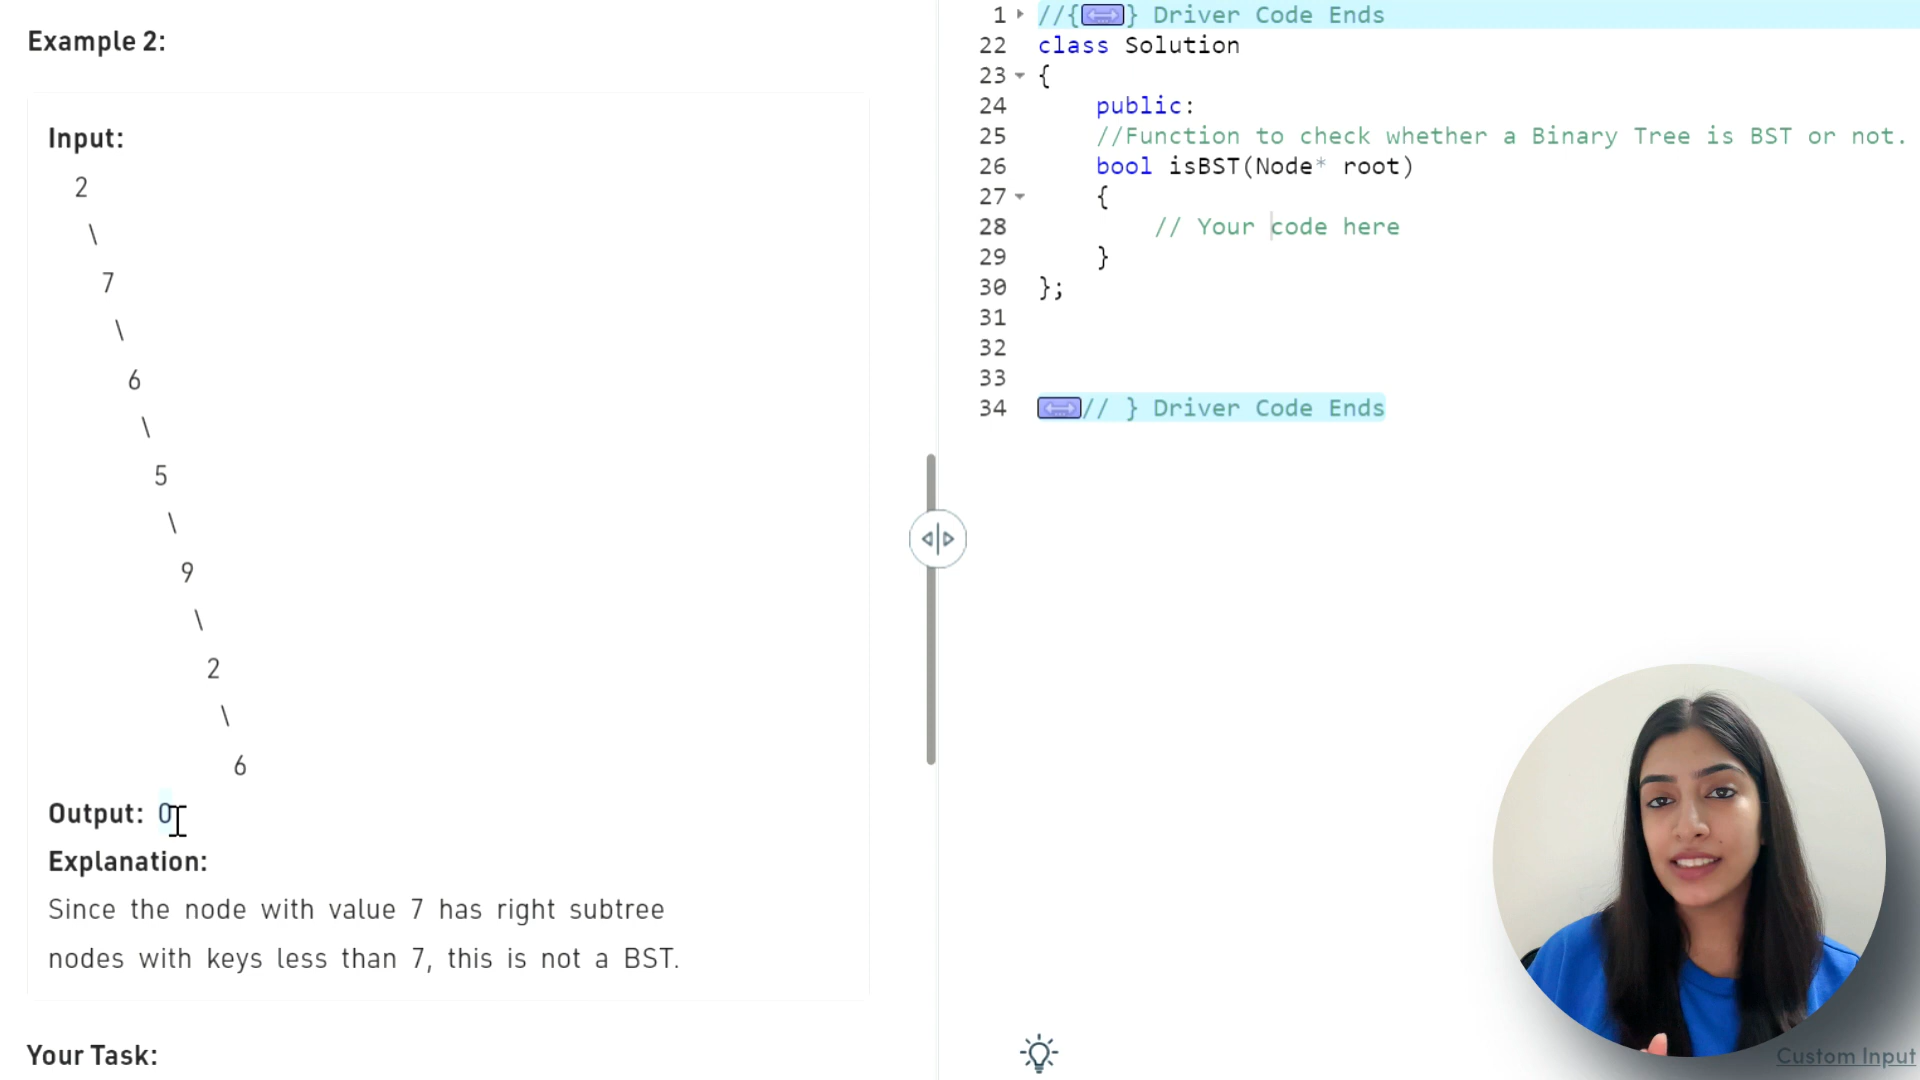 Example 2:
Input:
2
\
7
\
6
\
5
\
9
\
2
\
6
Output: 0
Explanation:
Since the node with value 7 has right subtree
nodes with keys less than 7, this is not a BST.
Your Task:
1 //{} Driver Code Ends
22 class Solution
23 {
24 public:
25 //Function to check whether a Binary Tree is BST or not.
26 bool isBST(Node* root)
27 {
28 // Your code here
29 }
30 };
31
32
33
34 // } Driver Code Ends
Custom Input